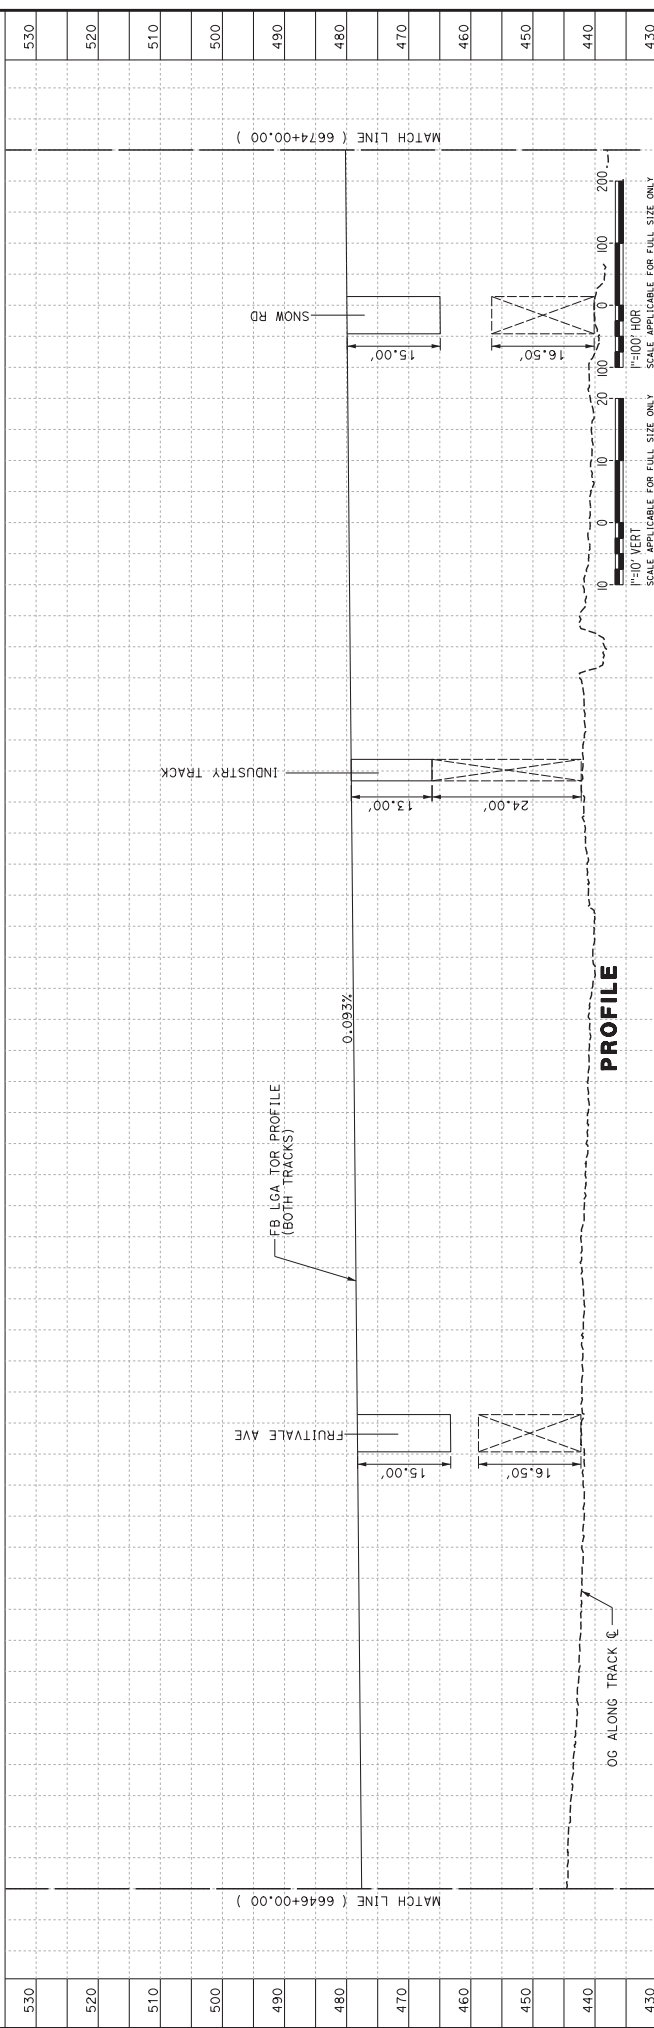 530
520
510
500
490
480
470
460
450
440
430
MATCH LINE ( 6674+00.00 )
SNOW RD
15.00'
16.50'
200
100
0
100
1"=100' HOR
SCALE APPLICABLE FOR FULL SIZE ONLY
20
10
0
10
1"=10' VERT
SCALE APPLICABLE FOR FULL SIZE ONLY
INDUSTRY TRACK
13.00'
24.00'
0.093%
PROFILE
FB LGA TOR PROFILE
(BOTH TRACKS)
FRUITVALE AVE
15.00'
16.50'
OG ALONG TRACK ℄
MATCH LINE ( 6646+00.00 )
530
520
510
500
490
480
470
460
450
440
430